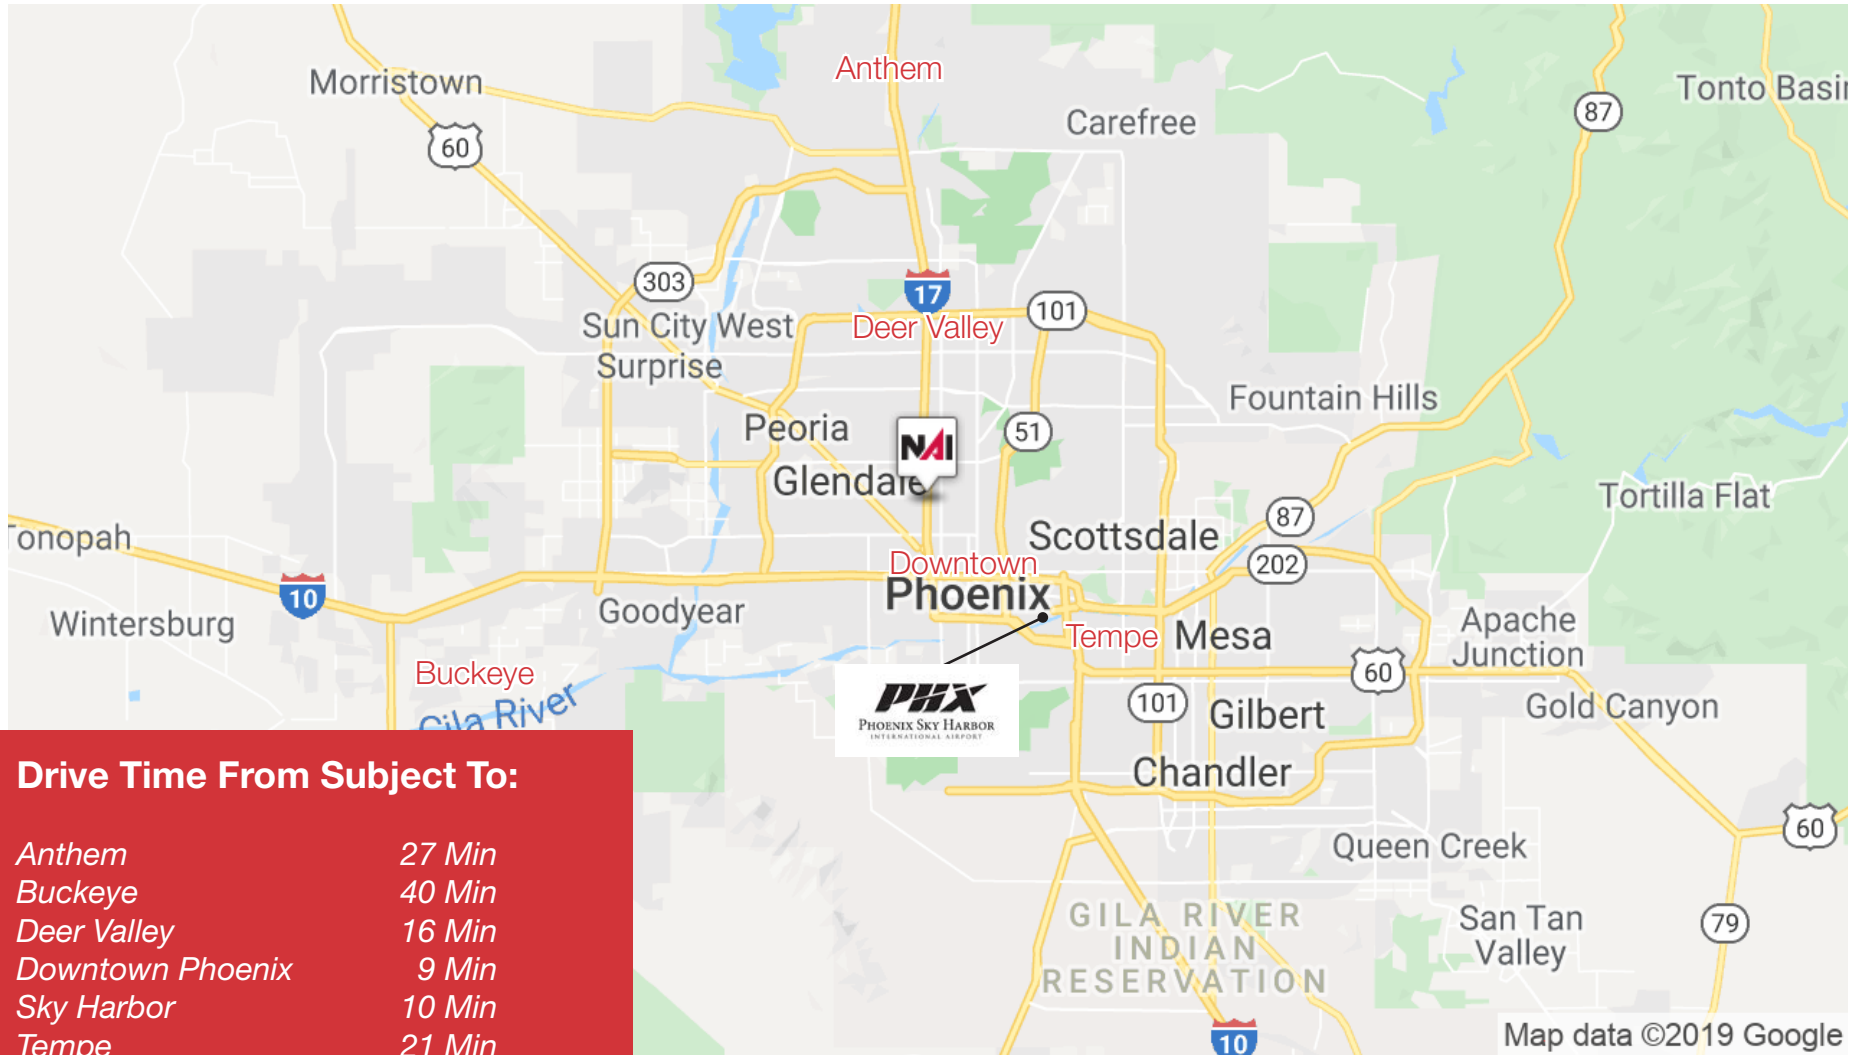 Anthem
Morristown
Tonto Basin
87
Carefree
60
303
17
101
Sun City West
Deer Valley
Surprise
Fountain Hills
Peoria
51
NAI
Glendale
Tortilla Flat
87
Tonopah
Scottsdale
Downtown
202
10
Phoenix
Goodyear
Wintersburg
Apache
Junction
Tempe
Mesa
Buckeye
60
PHX
PHOENIX SKY HARBOR
INTERNATIONAL AIRPORT
101
Gilbert
Gold Canyon
Gila River
Chandler
Drive Time From Subject To:
60
Queen Creek
Anthem 27 Min
Buckeye 40 Min
Deer Valley 16 Min
Downtown Phoenix 9 Min
Sky Harbor 10 Min
Tempe 21 Min
GILA RIVER
INDIAN
RESERVATION
San Tan
Valley
79
10
Map data ©2019 Google